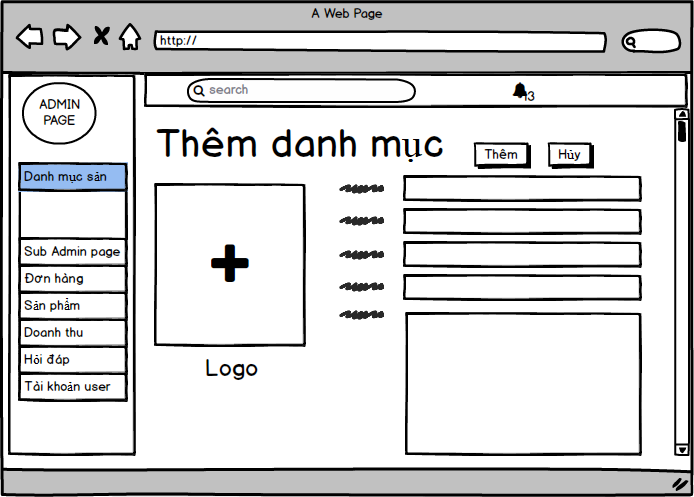 A Web Page
http://
search
13
ADMIN
PAGE
Thêm danh mục
Thêm
Hủy
Danh mục sản
Sub Admin page
Đơn hàng
Sản phẩm
Doanh thu
Hỏi đáp
Tài khoản user
Logo